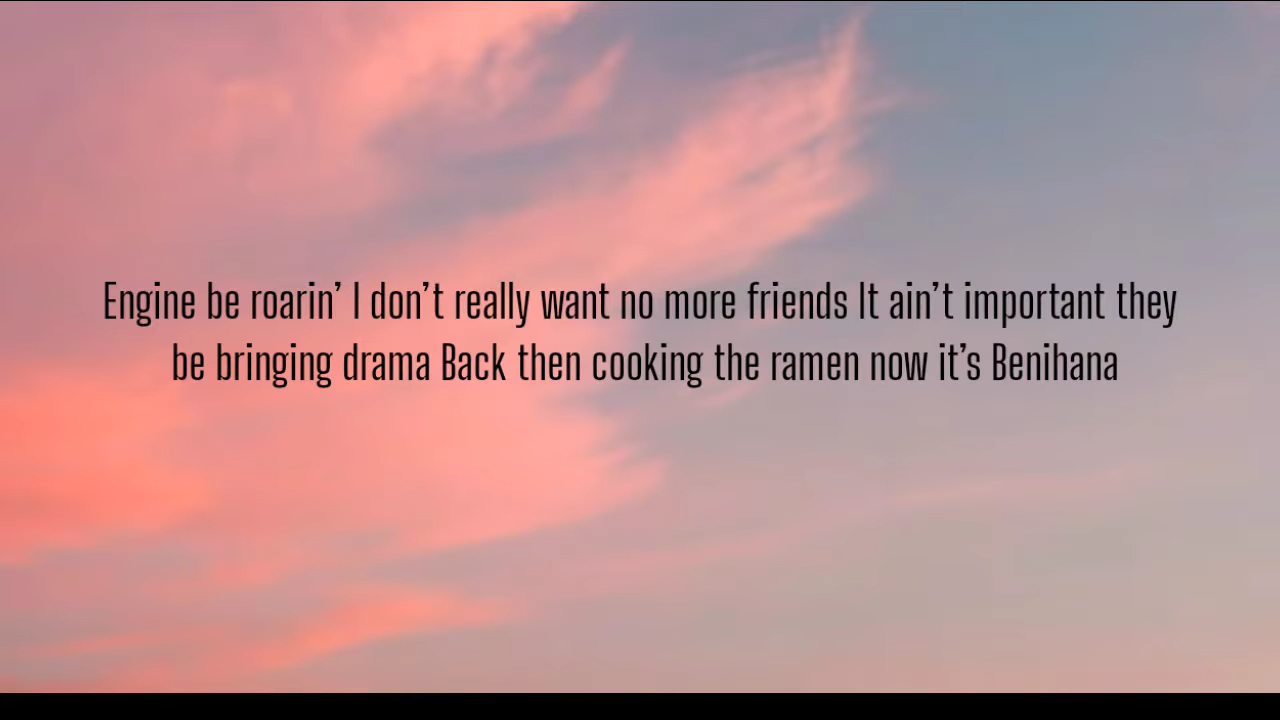 Engine be roarin’ I don’t really want no more friends It ain’t important they
be bringing drama Back then cooking the ramen now it’s Benihana